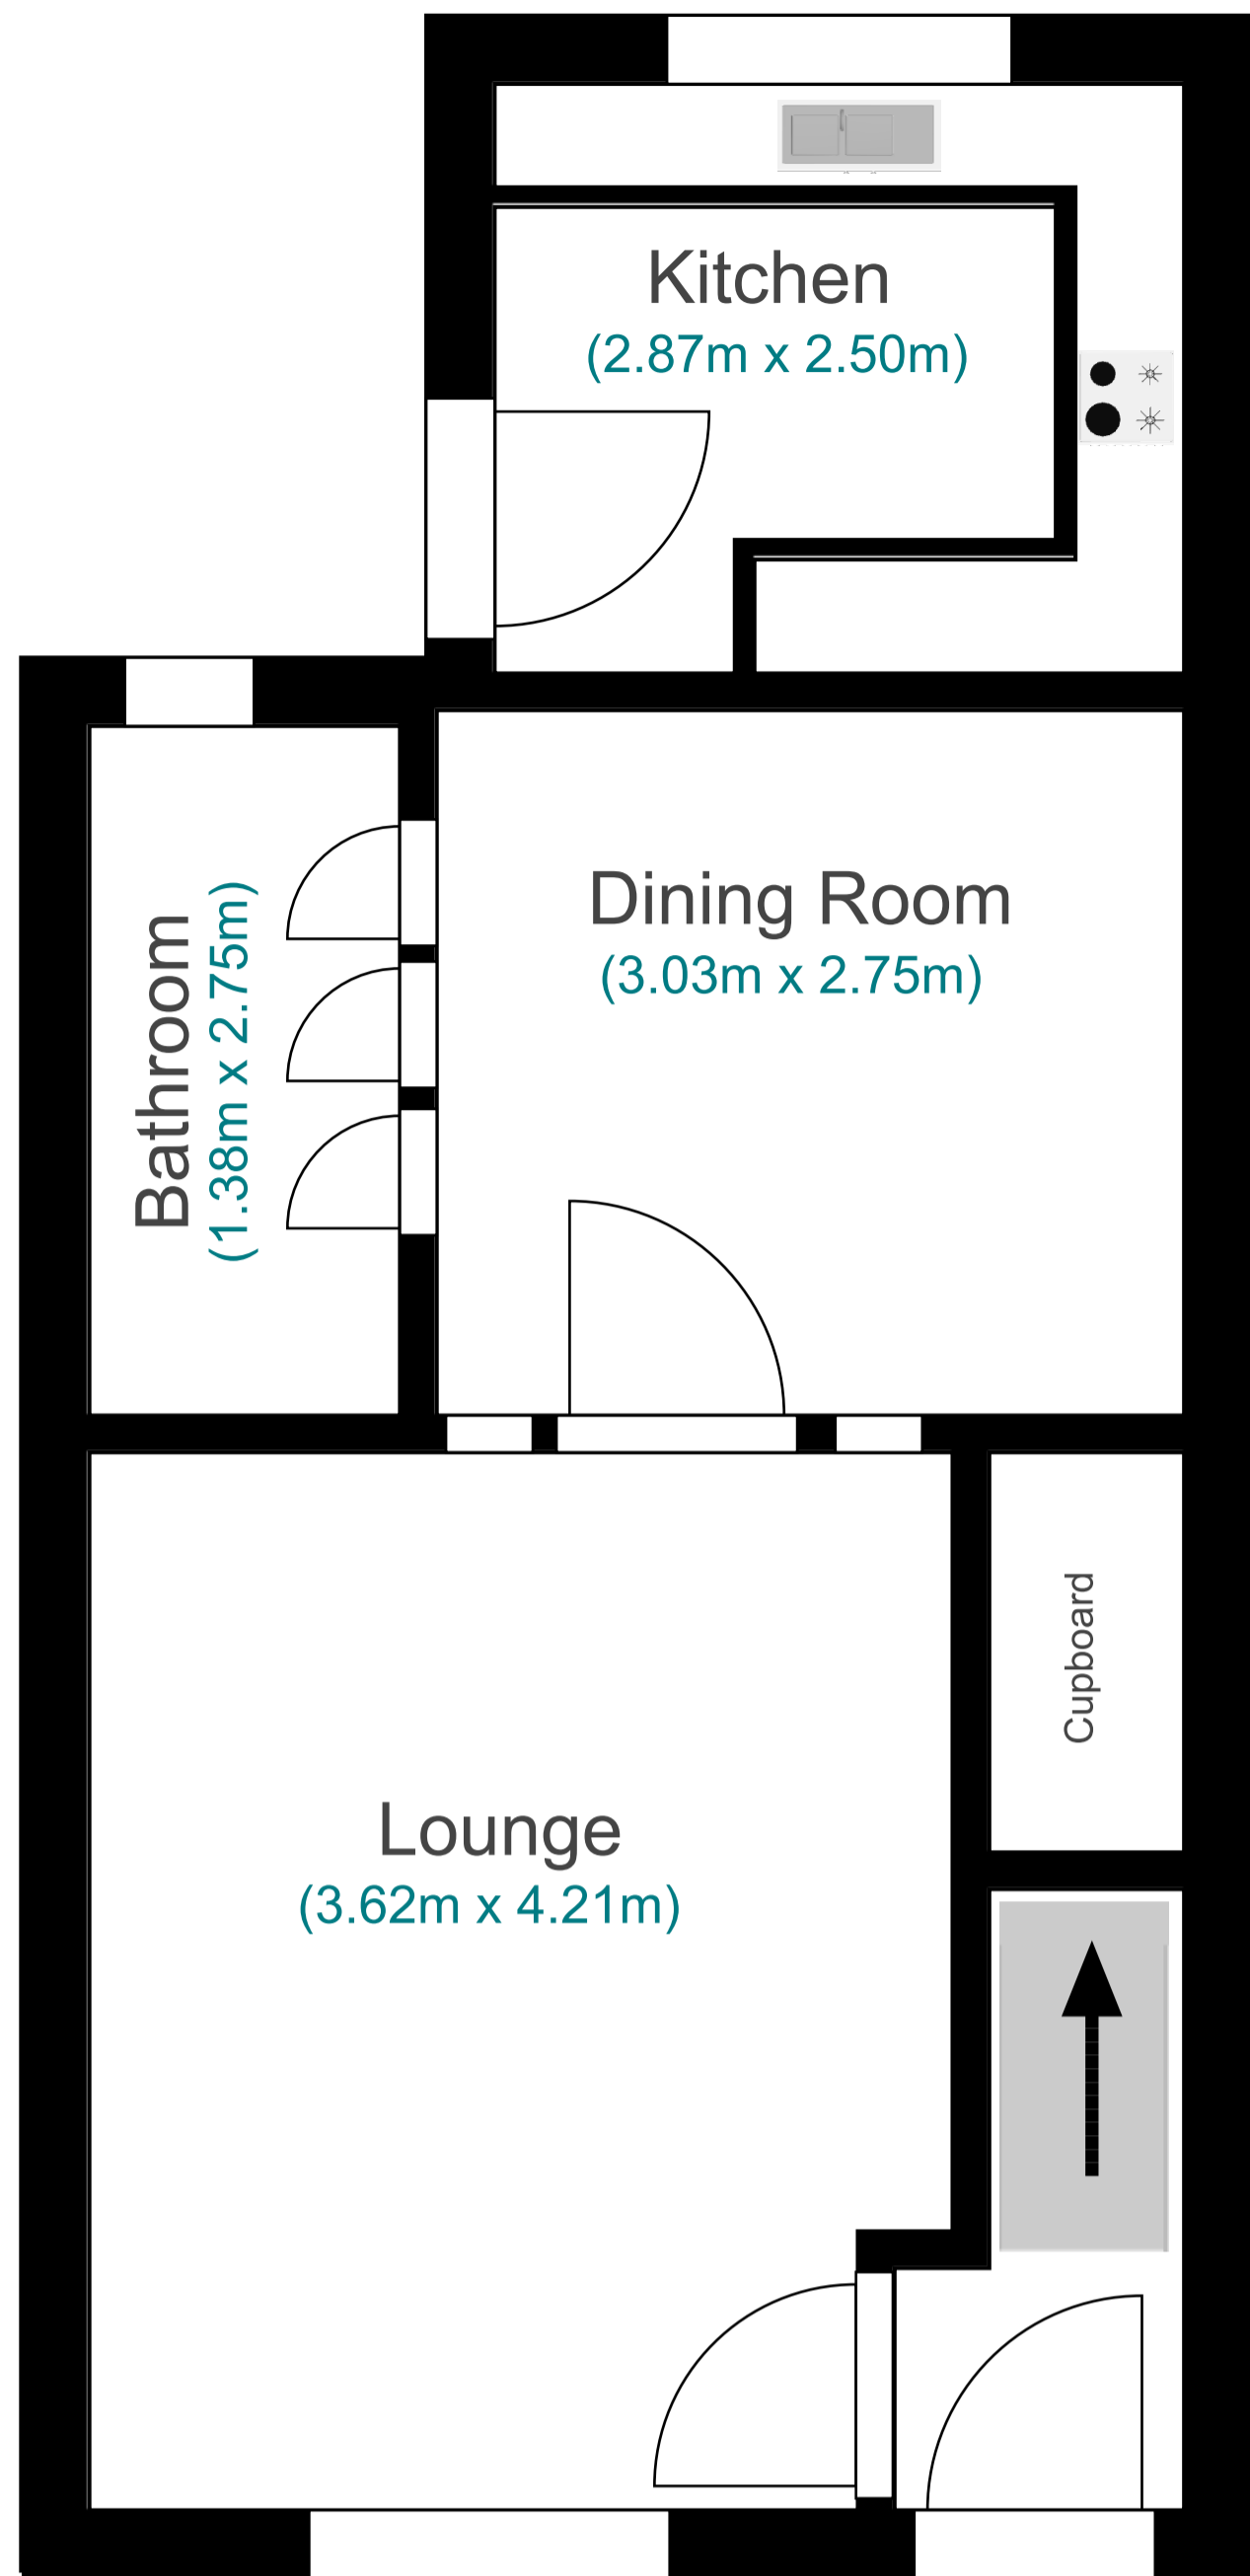 Kitchen
(2.87m x 2.50m)
Dining Room
(3.03m x 2.75m)
Bathroom
(1.38m x 2.75m)
Cupboard
Lounge
(3.62m x 4.21m)